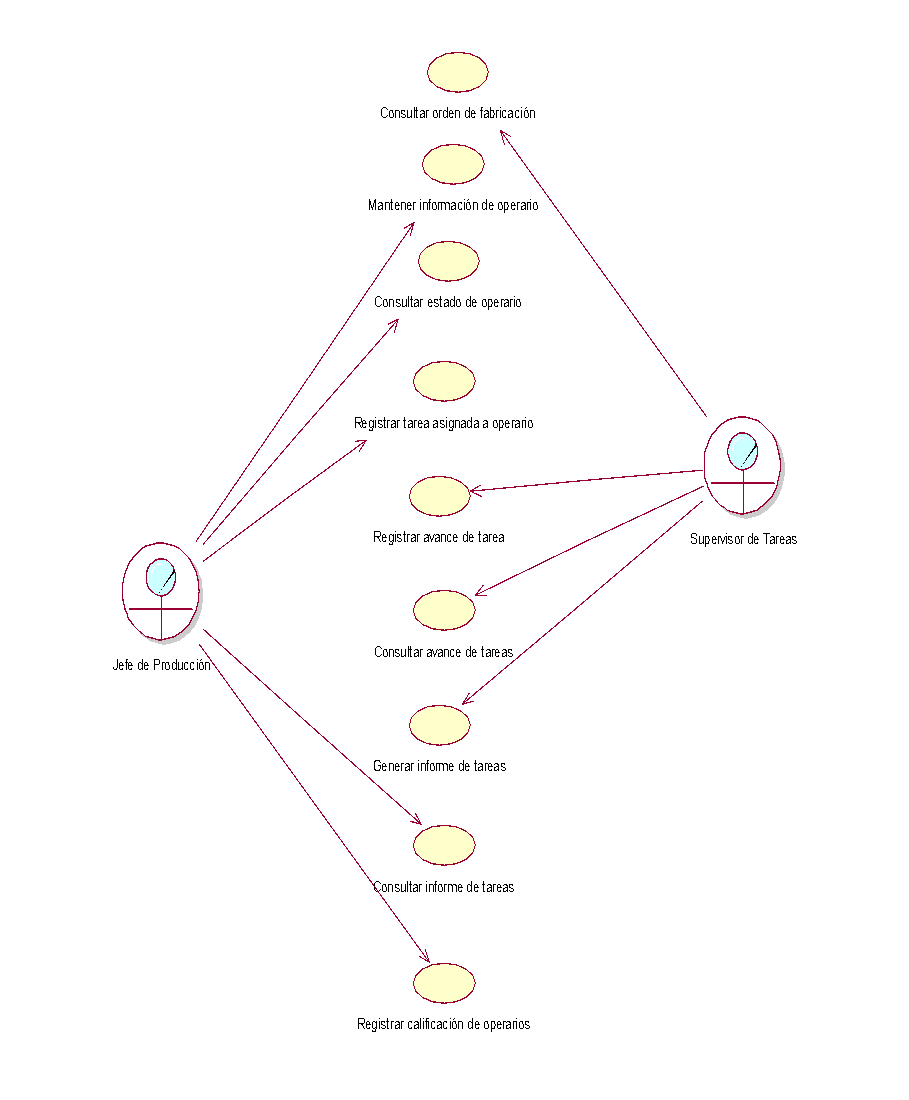 Consultar orden de fabricación
Mantener información de operario
Consultar estado de operario
Registrar tarea asignada a operario
Registrar avance de tarea
Supervisor de Tareas
Consultar avance de tareas
Jefe de Producción
Generar informe de tareas
Consultar informe de tareas
Registrar calificación de operarios